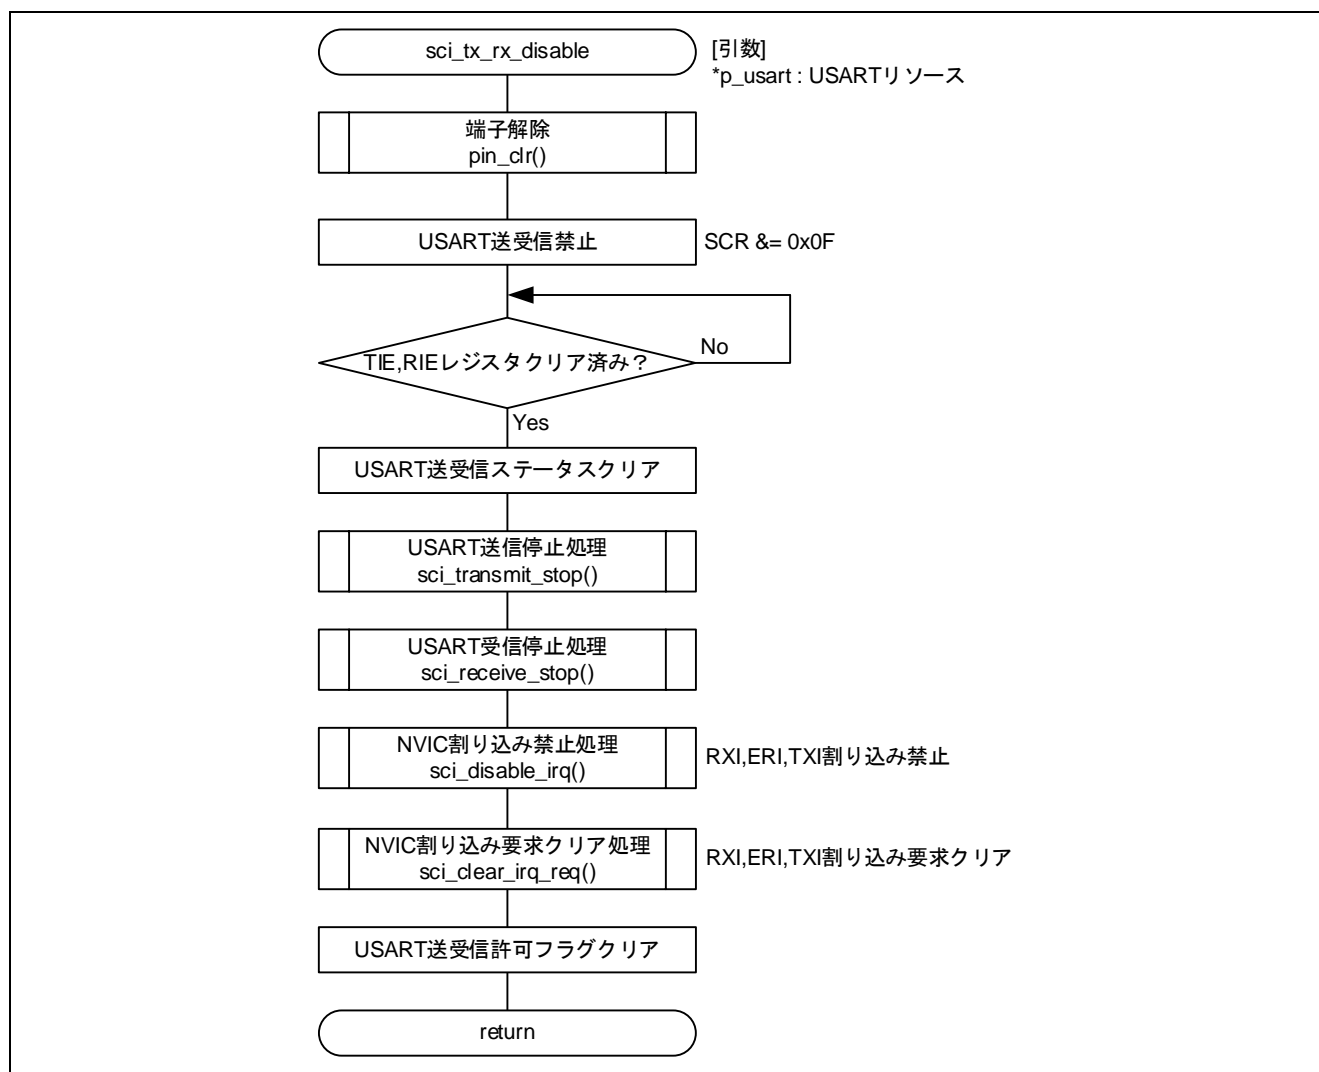 sci_tx_rx_disable
[引数]
*p_usart : USARTリソース
端子解除
pin_clr()
USART送受信禁止
SCR &= 0x0F
TIE,RIEレジスタクリア済み？
No
Yes
USART送受信ステータスクリア
USART送信停止処理
sci_transmit_stop()
USART受信停止処理
sci_receive_stop()
NVIC割り込み禁止処理
sci_disable_irq()
RXI,ERI,TXI割り込み禁止
NVIC割り込み要求クリア処理
sci_clear_irq_req()
RXI,ERI,TXI割り込み要求クリア
USART送受信許可フラグクリア
return